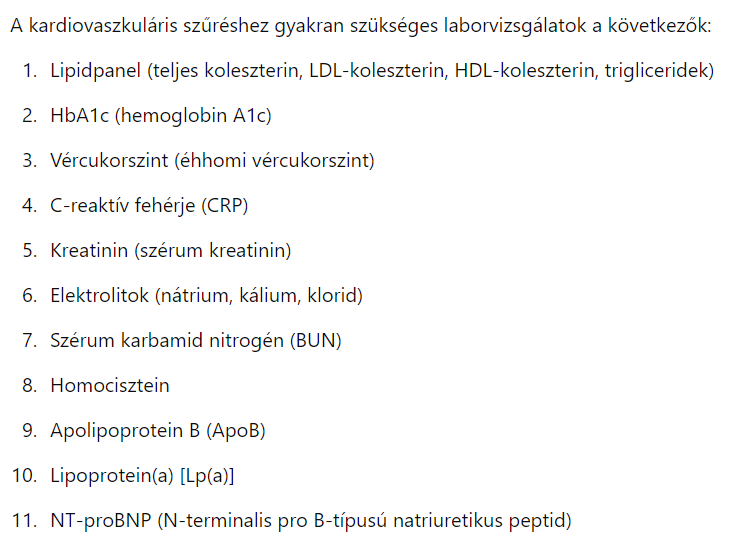 A kardiovaszkuláris szűréshez gyakran szükséges laborvizsgálatok a következők:
1. Lipidpanel (teljes koleszterin, LDL-koleszterin, HDL-koleszterin, trigliceridek)
2. HbA1c (hemoglobin A1c)
3. Vércukorszint (éhhomi vércukorszint)
4. C-reaktív fehérje (CRP)
5. Kreatinin (szérum kreatinin)
6. Elektrolitok (nátrium, kálium, klorid)
7. Szérum karbamid nitrogén (BUN)
8. Homocisztein
9. Apolipoprotein B (ApoB)
10. Lipoprotein(a) [Lp(a)]
11. NT-proBNP (N-terminalis pro B-típusú natriuretikus peptid)